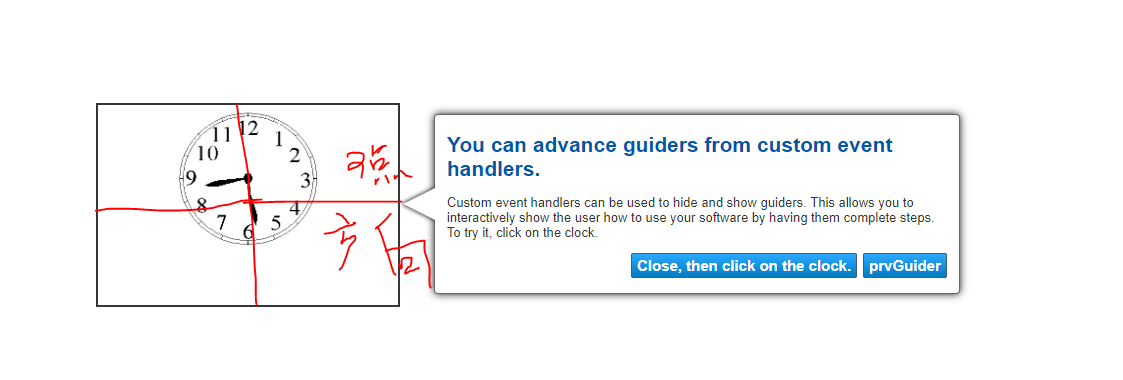 12
11
1
10
2
9
3
8
4
7
5
6
3点
方向
You can advance guiders from custom event
handlers.
Custom event handlers can be used to hide and show guiders. This allows you to
interactively show the user how to use your software by having them complete steps.
To try it, click on the clock.
Close, then click on the clock. prvGuider